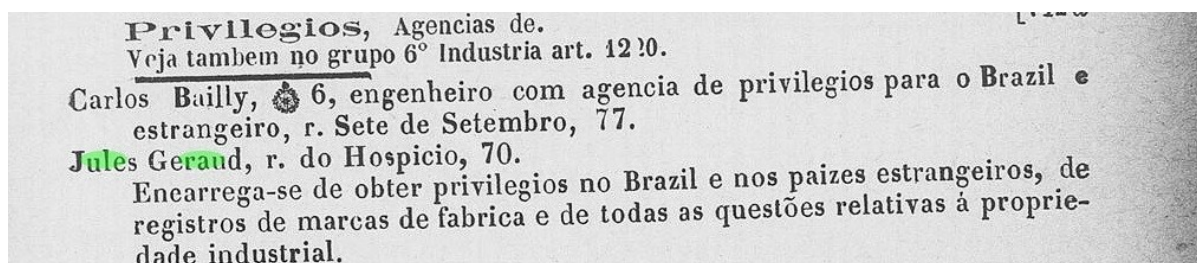 Privilegios, Agencias de.
Veja tambem no grupo 6º Industria art. 1220.
Carlos Bailly, 6, engenheiro com agencia de privilegios para o Brazil e
estrangeiro, r. Sete de Setembro, 77.
Jules Geraud, r. do Hospicio, 70.
Encarrega-se de obter privilegios no Brazil e nos paizes estrangeiros, de
registros de marcas de fabrica e de todas as questões relativas á proprie-
dade industrial.